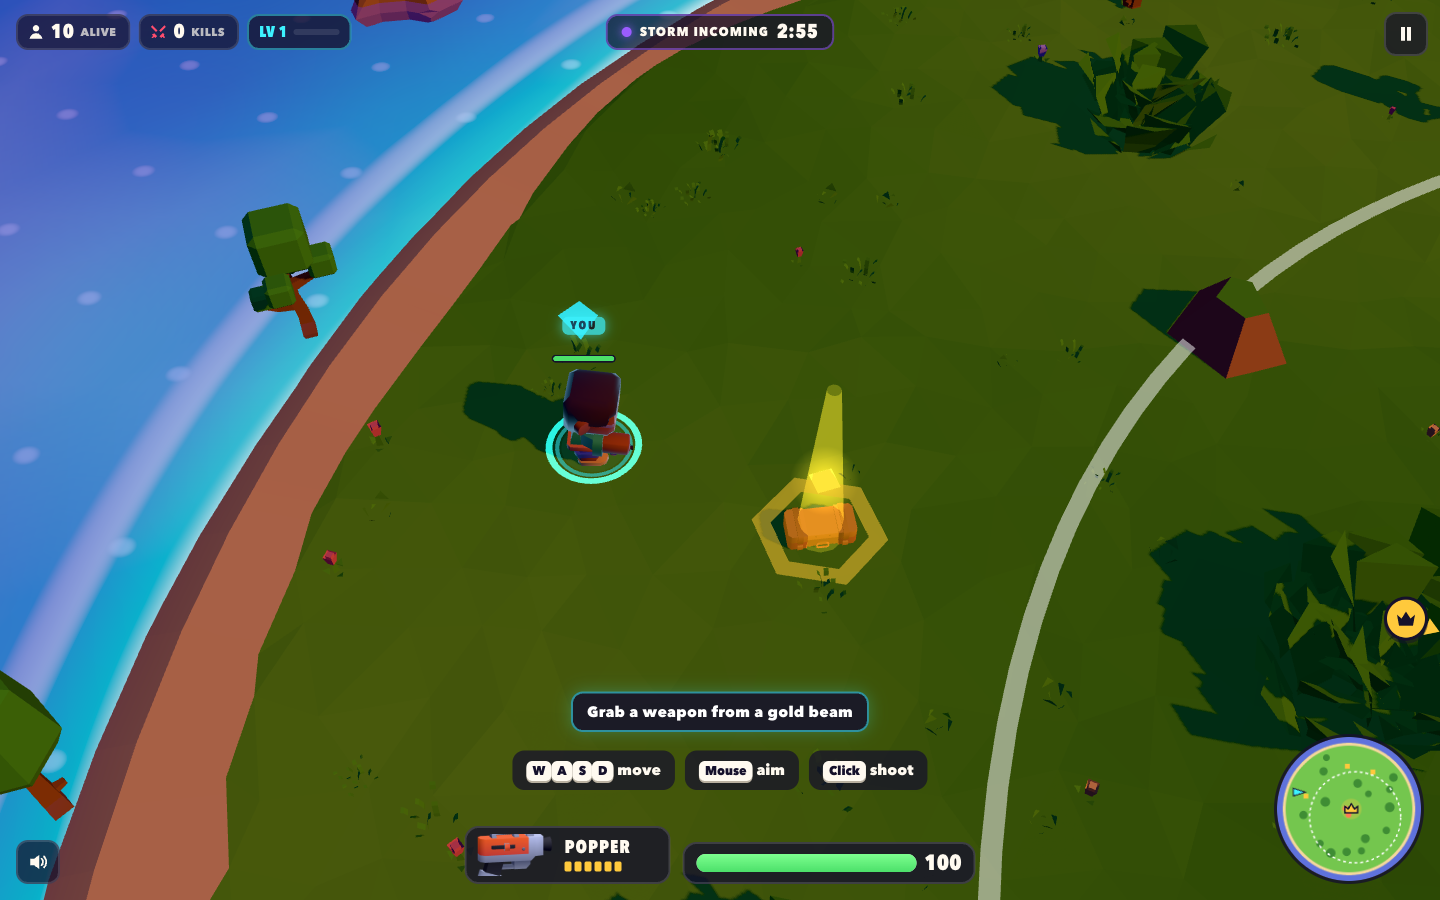 10 ALIVE
0 KILLS
LV 1
STORM INCOMING 2:55
YOU
Grab a weapon from a gold beam
W A S D move
Mouse aim
Click shoot
POPPER
100